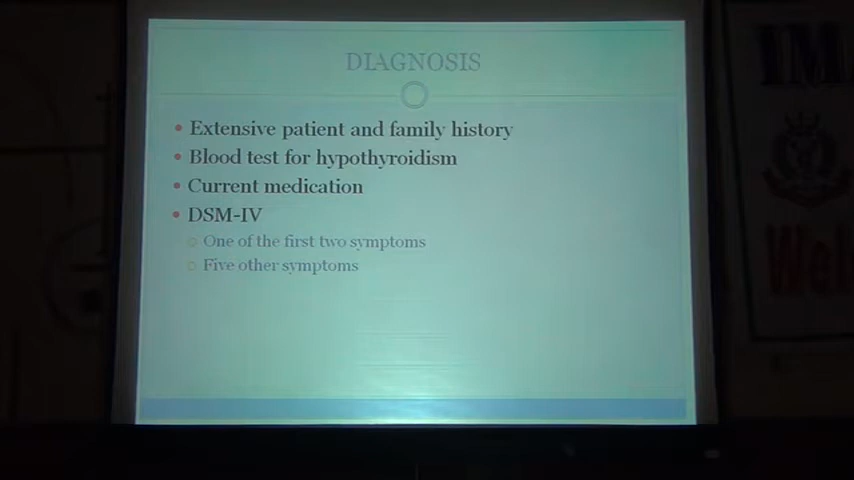 DIAGNOSIS
• Extensive patient and family history
• Blood test for hypothyroidism
• Current medication
• DSM-IV
○ One of the first two symptoms
○ Five other symptoms